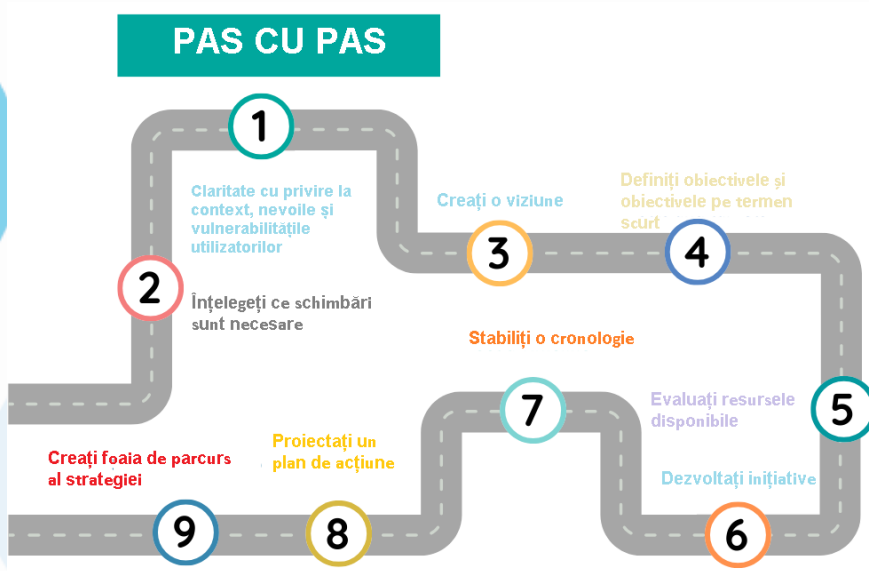 PAS CU PAS
1
Claritate cu privire la
context, nevoile și
vulnerabilitățile
utilizatorilor
2
Înțelegeți ce schimbări
sunt necesare
3
Creați o viziune
4
Definiți obiectivele și
obiectivele pe termen
scurt
5
Evaluați resursele
disponibile
6
Dezvoltați inițiative
7
Stabiliți o cronologie
8
Proiectați un
plan de acțiune
9
Creați foaia de parcurs
al strategiei